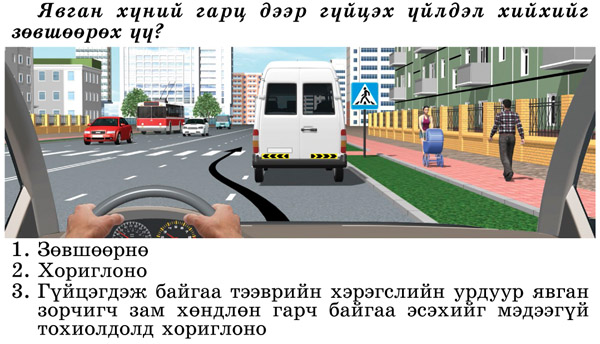 Явган хүний гарц дээр гүйцэх үйлдэл хийхийг
зөвшөөрөх үү?
1. Зөвшөөрнө
2. Хориглоно
3. Гүйцэгдэж байгаа тээврийн хэрэгслийн урдуур явган
зорчигч зам хөндлөн гарч байгаа эсэхийг мэдээгүй
тохиолдолд хориглоно